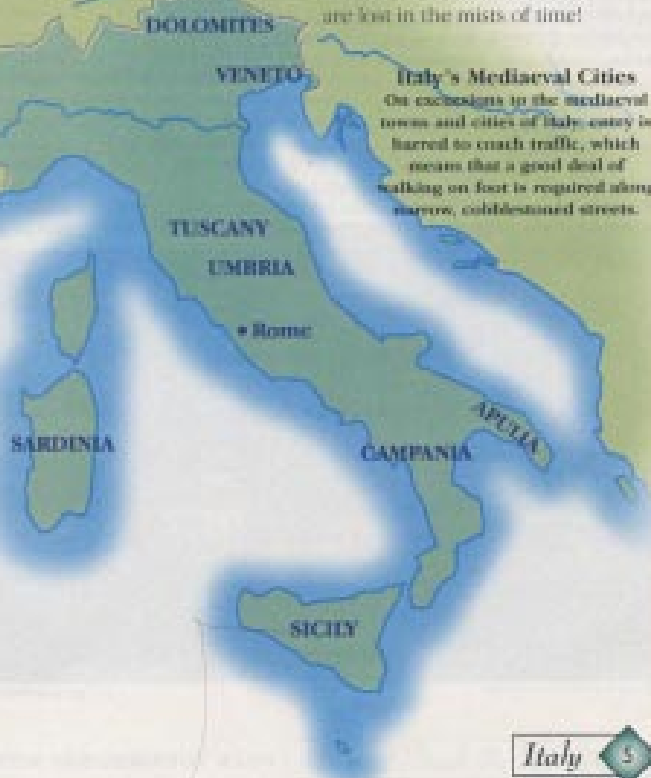 are lost in the mists of time!
DOLOMITES
VENETO
Italy's Mediaeval Cities
On excursions to the mediaeval
towns and cities of Italy, entry is
barred to coach traffic, which
means that a good deal of
walking on foot is required along
narrow, cobblestoned streets.
TUSCANY
UMBRIA
Rome
APULIA
SARDINIA
CAMPANIA
SICILY
Italy 5